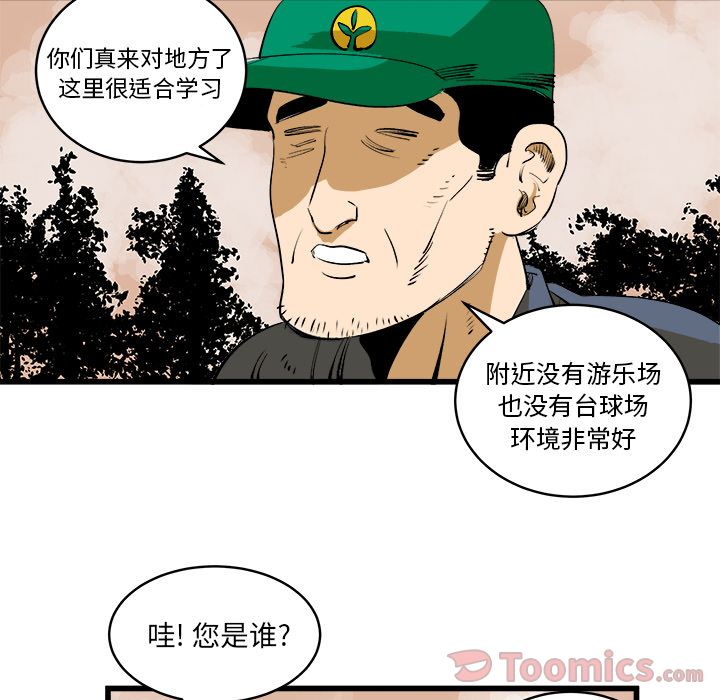 你们真来对地方了
这里很适合学习
附近没有游乐场
也没有台球场
环境非常好
哇! 您是谁?
Toomics.com